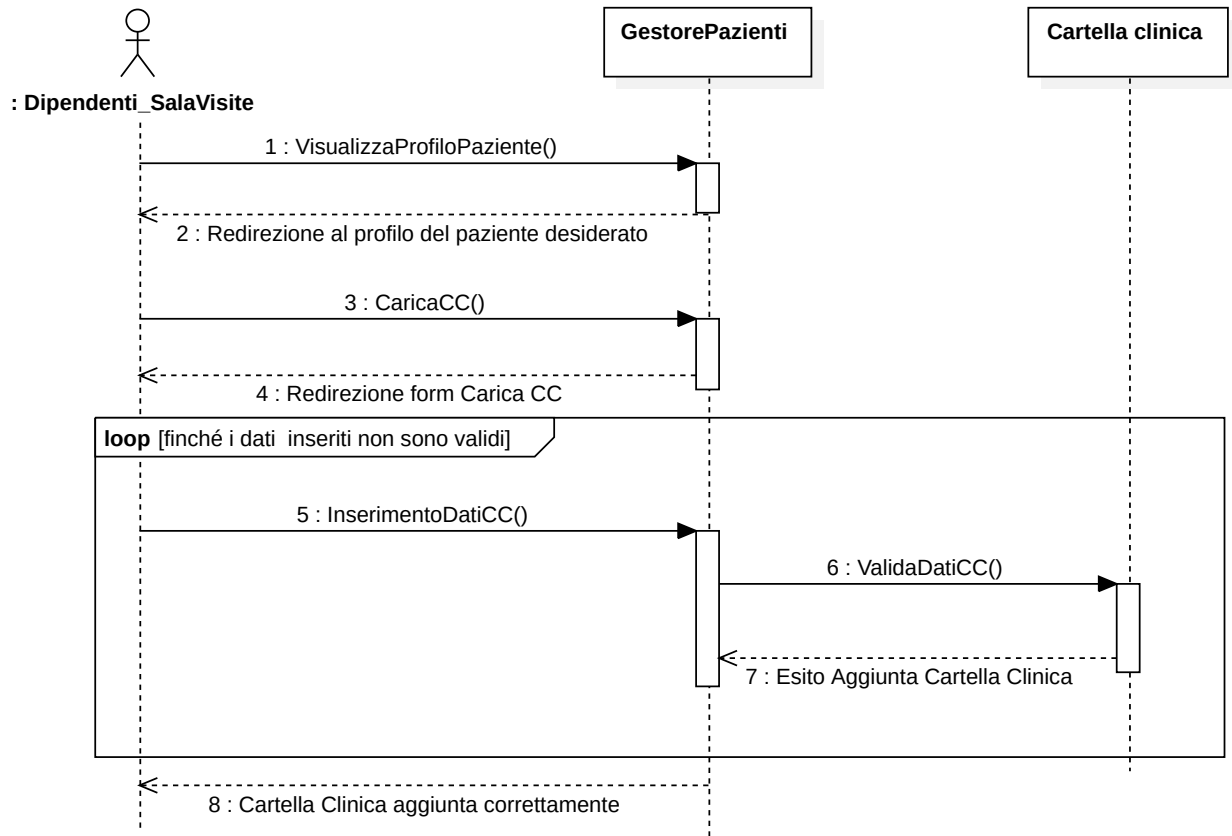 GestorePazienti
Cartella clinica
: Dipendenti_SalaVisite
1 : VisualizzaProfiloPaziente()
2 : Redirezione al profilo del paziente desiderato
3 : CaricaCC()
4 : Redirezione form Carica CC
loop [finché i dati  inseriti non sono validi]
5 : InserimentoDatiCC()
6 : ValidaDatiCC()
7 : Esito Aggiunta Cartella Clinica
8 : Cartella Clinica aggiunta correttamente